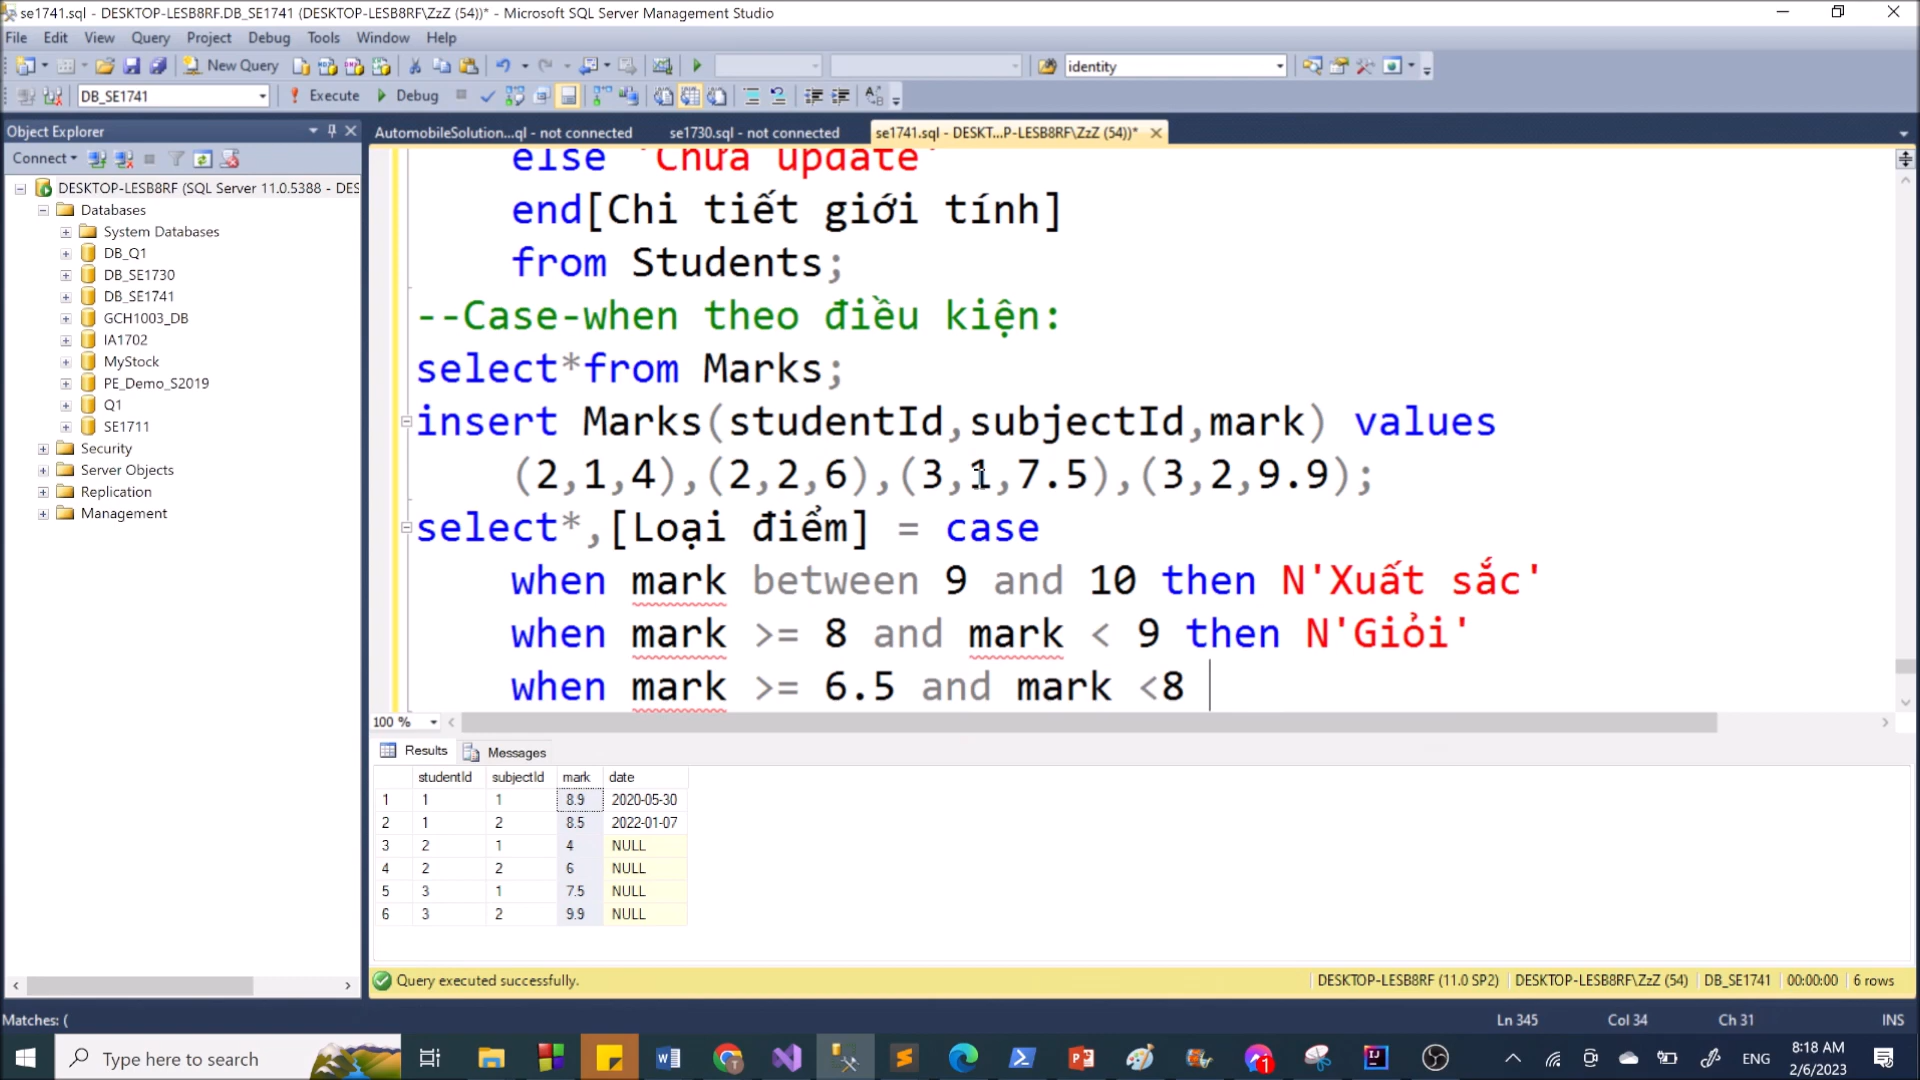 se1741.sql - DESKTOP-LESB8RF.DB_SE1741 (DESKTOP-LESB8RF\ZzZ (54))* - Microsoft SQL Server Management Studio
File Edit View Query Project Debug Tools Window Help
New Query identity
DB_SE1741 Execute Debug
Object Explorer
AutomobileSolution...ql - not connected se1730.sql - not connected se1741.sql - DESKT...P-LESB8RF\ZzZ (54))*
Connect
DESKTOP-LESB8RF (SQL Server 11.0.5388 - DES
Databases
System Databases
DB_Q1
DB_SE1730
DB_SE1741
GCH1003_DB
IA1702
MyStock
PE_Demo_S2019
Q1
SE1711
Security
Server Objects
Replication
Management
else 'Chưa update'
end[Chi tiết giới tính]
from Students;
--Case-when theo điều kiện:
select*from Marks;
insert Marks(studentId,subjectId,mark) values
(2,1,4),(2,2,6),(3,1,7.5),(3,2,9.9);
select*,[Loại điểm] = case
when mark between 9 and 10 then N'Xuất sắc'
when mark >= 8 and mark < 9 then N'Giỏi'
when mark >= 6.5 and mark <8
100 %
Results Messages
studentId subjectId mark date
1 1 1 8.9 2020-05-30
2 1 2 8.5 2022-01-07
3 2 1 4 NULL
4 2 2 6 NULL
5 3 1 7.5 NULL
6 3 2 9.9 NULL
Query executed successfully. DESKTOP-LESB8RF (11.0 SP2) DESKTOP-LESB8RF\ZzZ (54) DB_SE1741 00:00:00 6 rows
Matches: ( Ln 345 Col 34 Ch 31 INS
Type here to search
ENG
8:18 AM
2/6/2023